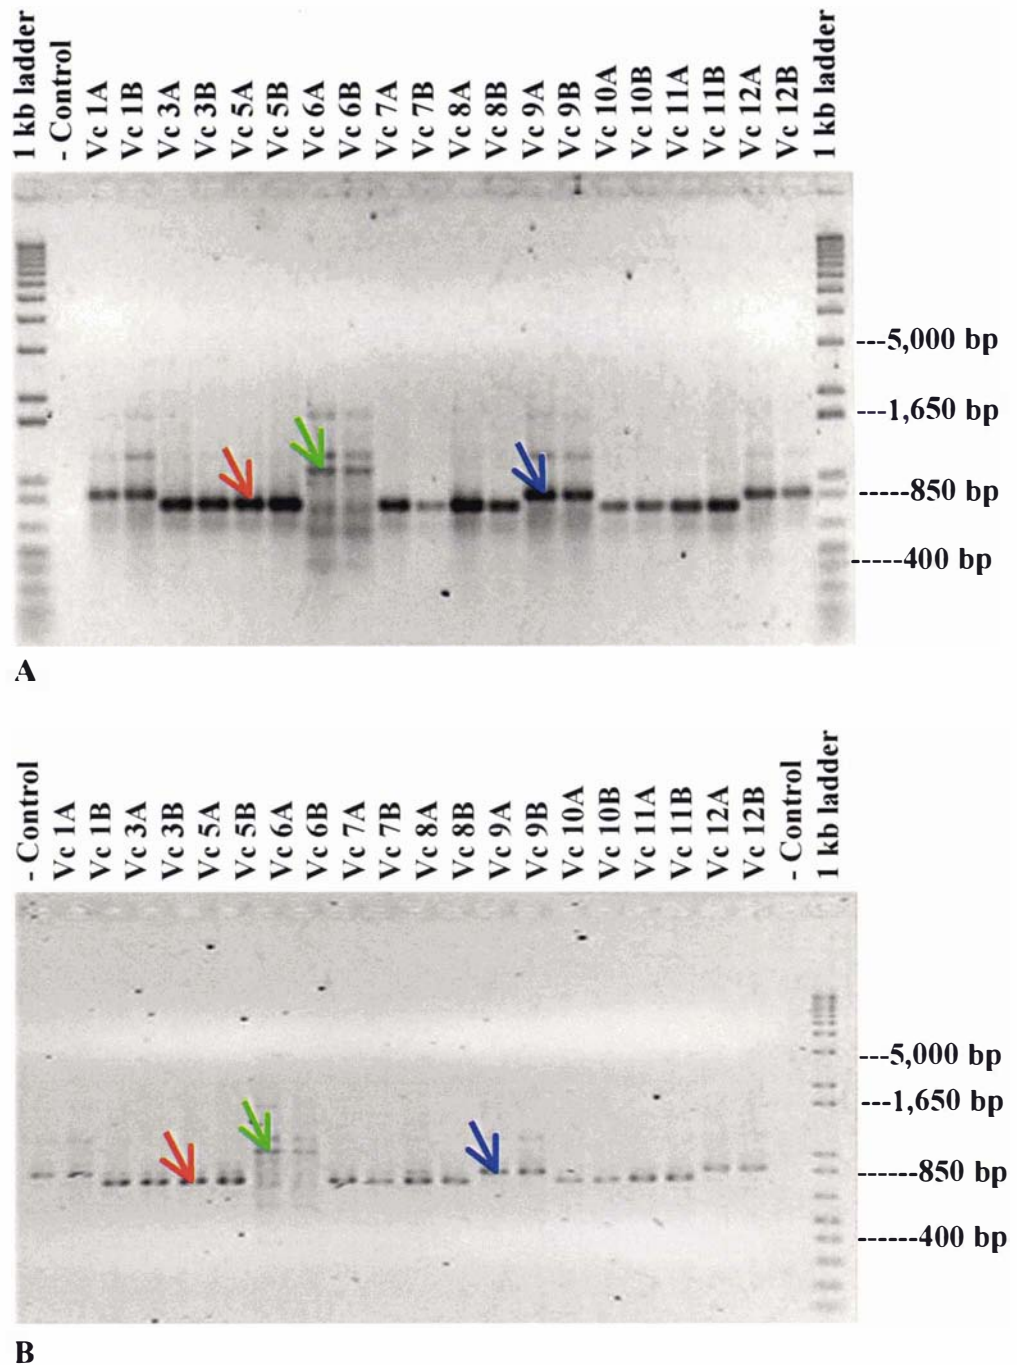 1 kb ladder
- Control
Vc 1A
Vc 1B
Vc 3A
Vc 3B
Vc 5A
Vc 5B
Vc 6A
Vc 6B
Vc 7A
Vc 7B
Vc 8A
Vc 8B
Vc 9A
Vc 9B
Vc 10A
Vc 10B
Vc 11A
Vc 11B
Vc 12A
Vc 12B
1 kb ladder
---5,000 bp
---1,650 bp
-----850 bp
-----400 bp
A
- Control
Vc 1A
Vc 1B
Vc 3A
Vc 3B
Vc 5A
Vc 5B
Vc 6A
Vc 6B
Vc 7A
Vc 7B
Vc 8A
Vc 8B
Vc 9A
Vc 9B
Vc 10A
Vc 10B
Vc 11A
Vc 11B
Vc 12A
Vc 12B
- Control
1 kb ladder
---5,000 bp
---1,650 bp
------850 bp
------400 bp
B